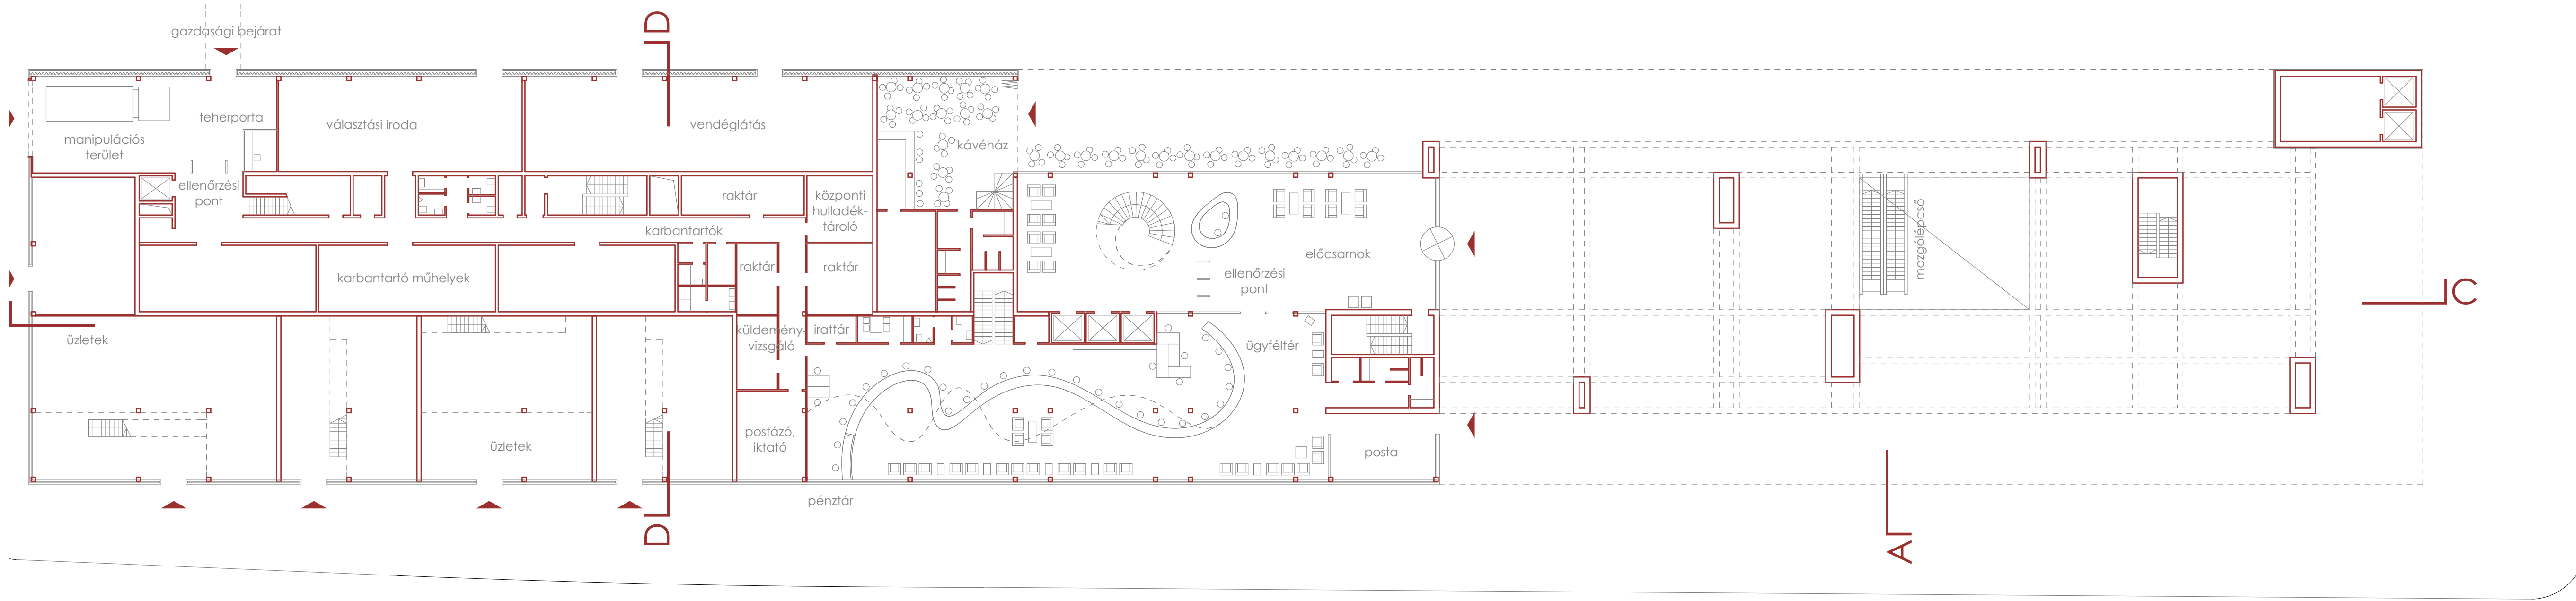 gazdasági bejárat
D
teherporta
választási iroda
vendéglátás
manipulációs
terület
kávéház
ellenőrzési
pont
raktár
központi
hulladék-
tároló
karbantartók
mozgólépcső
előcsarnok
karbantartó műhelyek
raktár
raktár
ellenőrzési
pont
C
üzletek
küldemény-
vizsgáló
irattár
ügyféltér
üzletek
postázó,
iktató
posta
pénztár
D
A